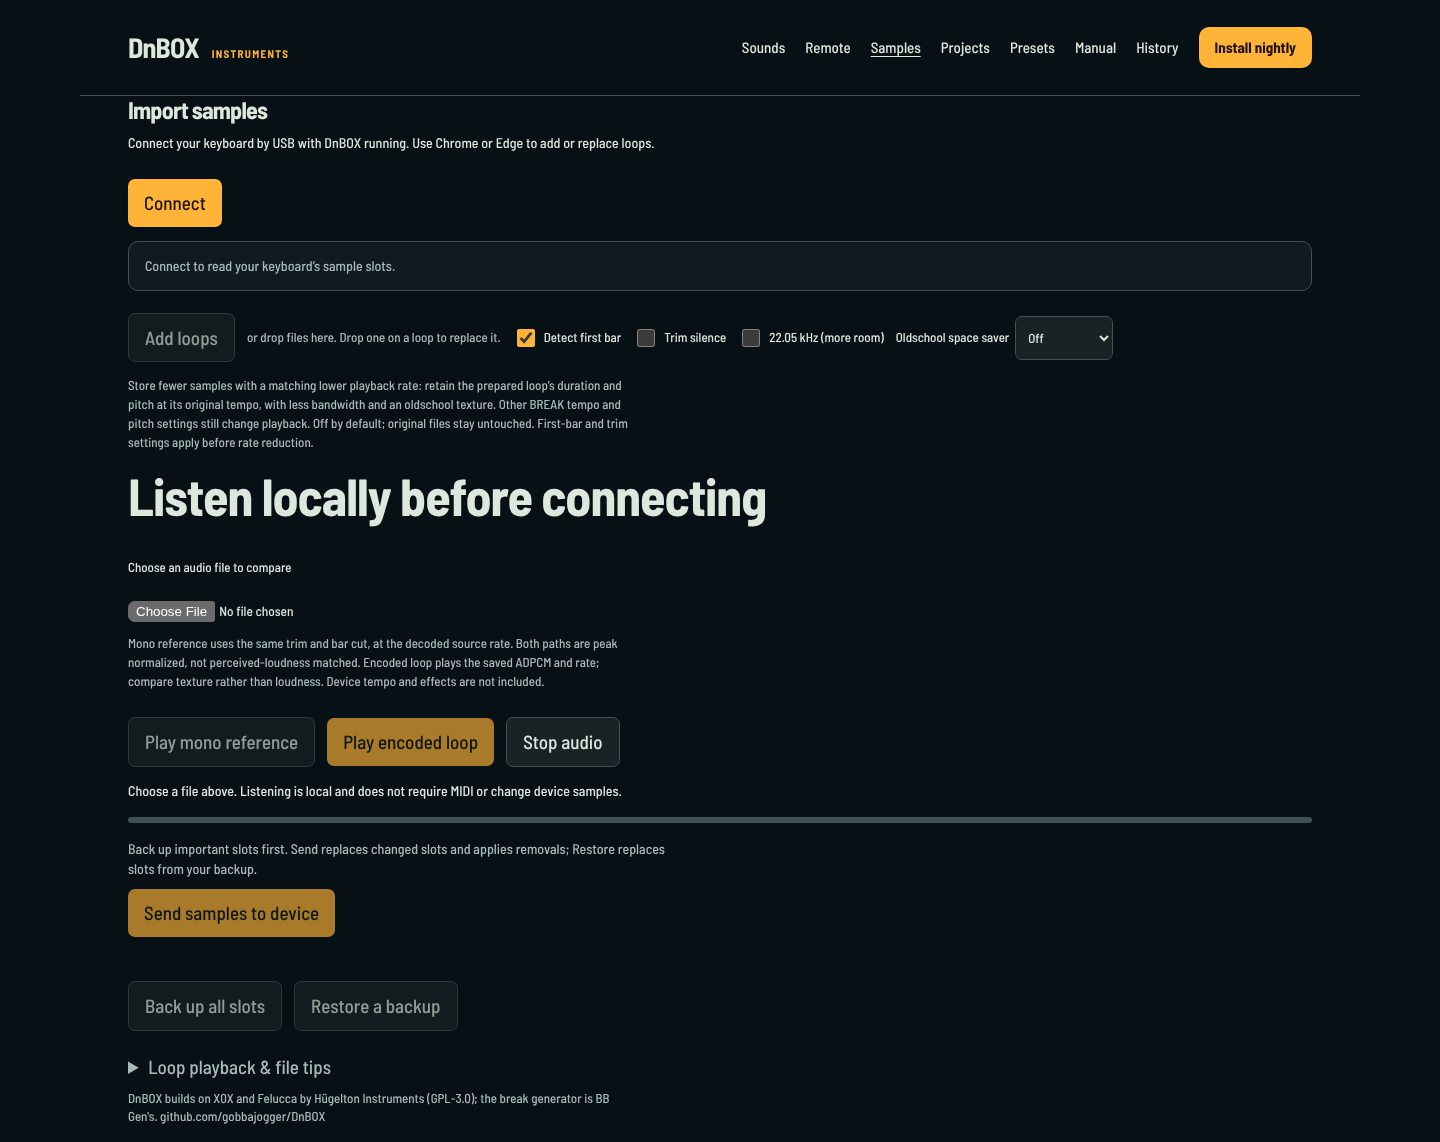 DnBOX INSTRUMENTS
Sounds Remote Samples Projects Presets Manual History Install nightly
Import samples
Connect your keyboard by USB with DnBOX running. Use Chrome or Edge to add or replace loops.
Connect
Connect to read your keyboard's sample slots.
Add loops or drop files here. Drop one on a loop to replace it. Detect first bar Trim silence 22.05 kHz (more room) Oldschool space saver Off
Store fewer samples with a matching lower playback rate: retain the prepared loop's duration and
pitch at its original tempo, with less bandwidth and an oldschool texture. Other BREAK tempo and
pitch settings still change playback. Off by default; original files stay untouched. First-bar and trim
settings apply before rate reduction.
Listen locally before connecting
Choose an audio file to compare
Choose File No file chosen
Mono reference uses the same trim and bar cut, at the decoded source rate. Both paths are peak
normalized, not perceived-loudness matched. Encoded loop plays the saved ADPCM and rate;
compare texture rather than loudness. Device tempo and effects are not included.
Play mono reference Play encoded loop Stop audio
Choose a file above. Listening is local and does not require MIDI or change device samples.
Back up important slots first. Send replaces changed slots and applies removals; Restore replaces
slots from your backup.
Send samples to device
Back up all slots Restore a backup
Loop playback & file tips
DnBOX builds on XOX and Felucca by Hügelton Instruments (GPL-3.0); the break generator is BB
Gen's. github.com/gobbajogger/DnBOX